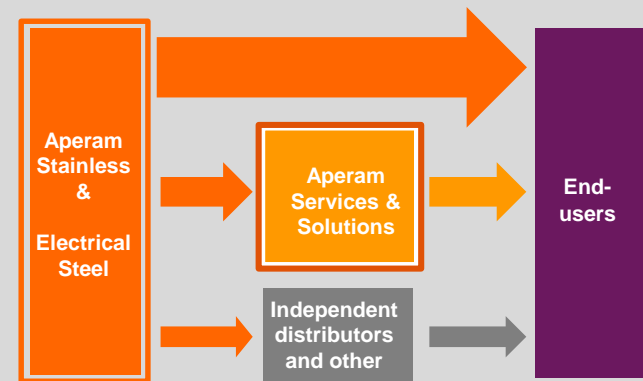 Aperam
Stainless
&
Electrical
Steel
Aperam
Services &
Solutions
Independent
distributors
and other
End-
users